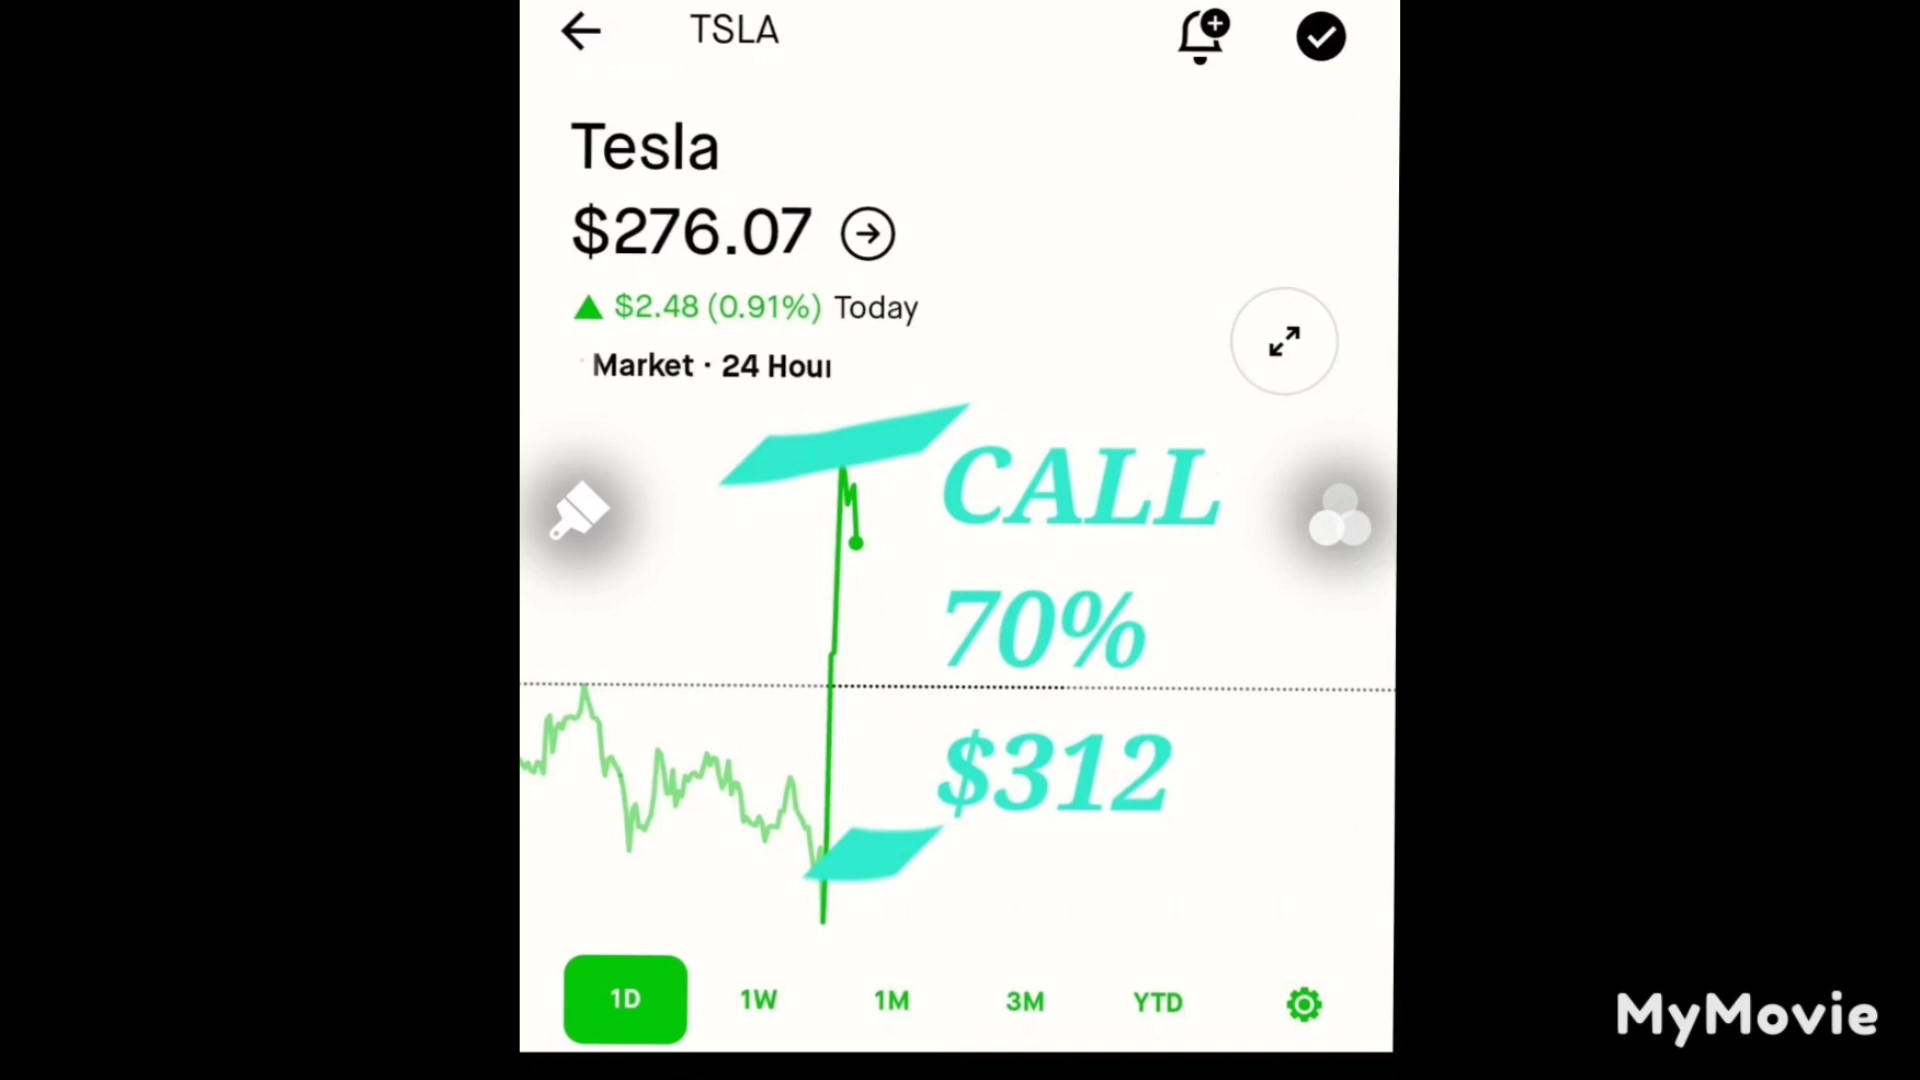 TSLA
Tesla
$276.07
$2.48 (0.91%) Today
Market · 24 Hour
CALL
70%
$312
1D 1W 1M 3M YTD
MyMovie